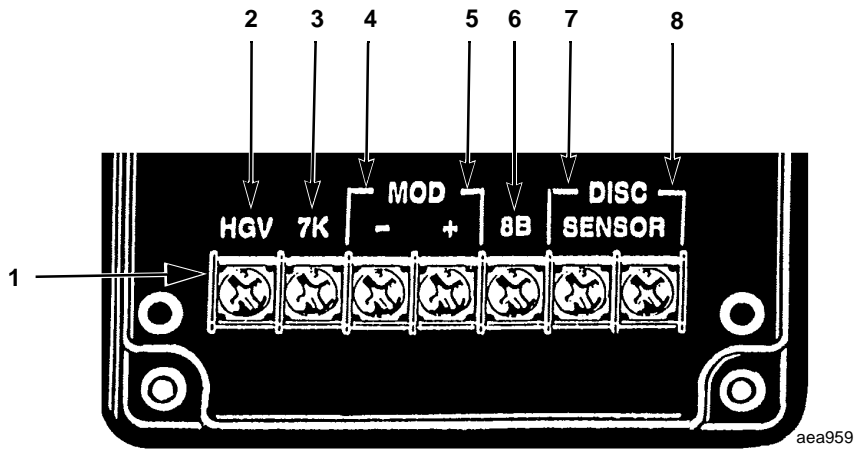 2 3 4 5 6 7 8
MOD DISC
HGV 7K - + 8B SENSOR
1
aea959